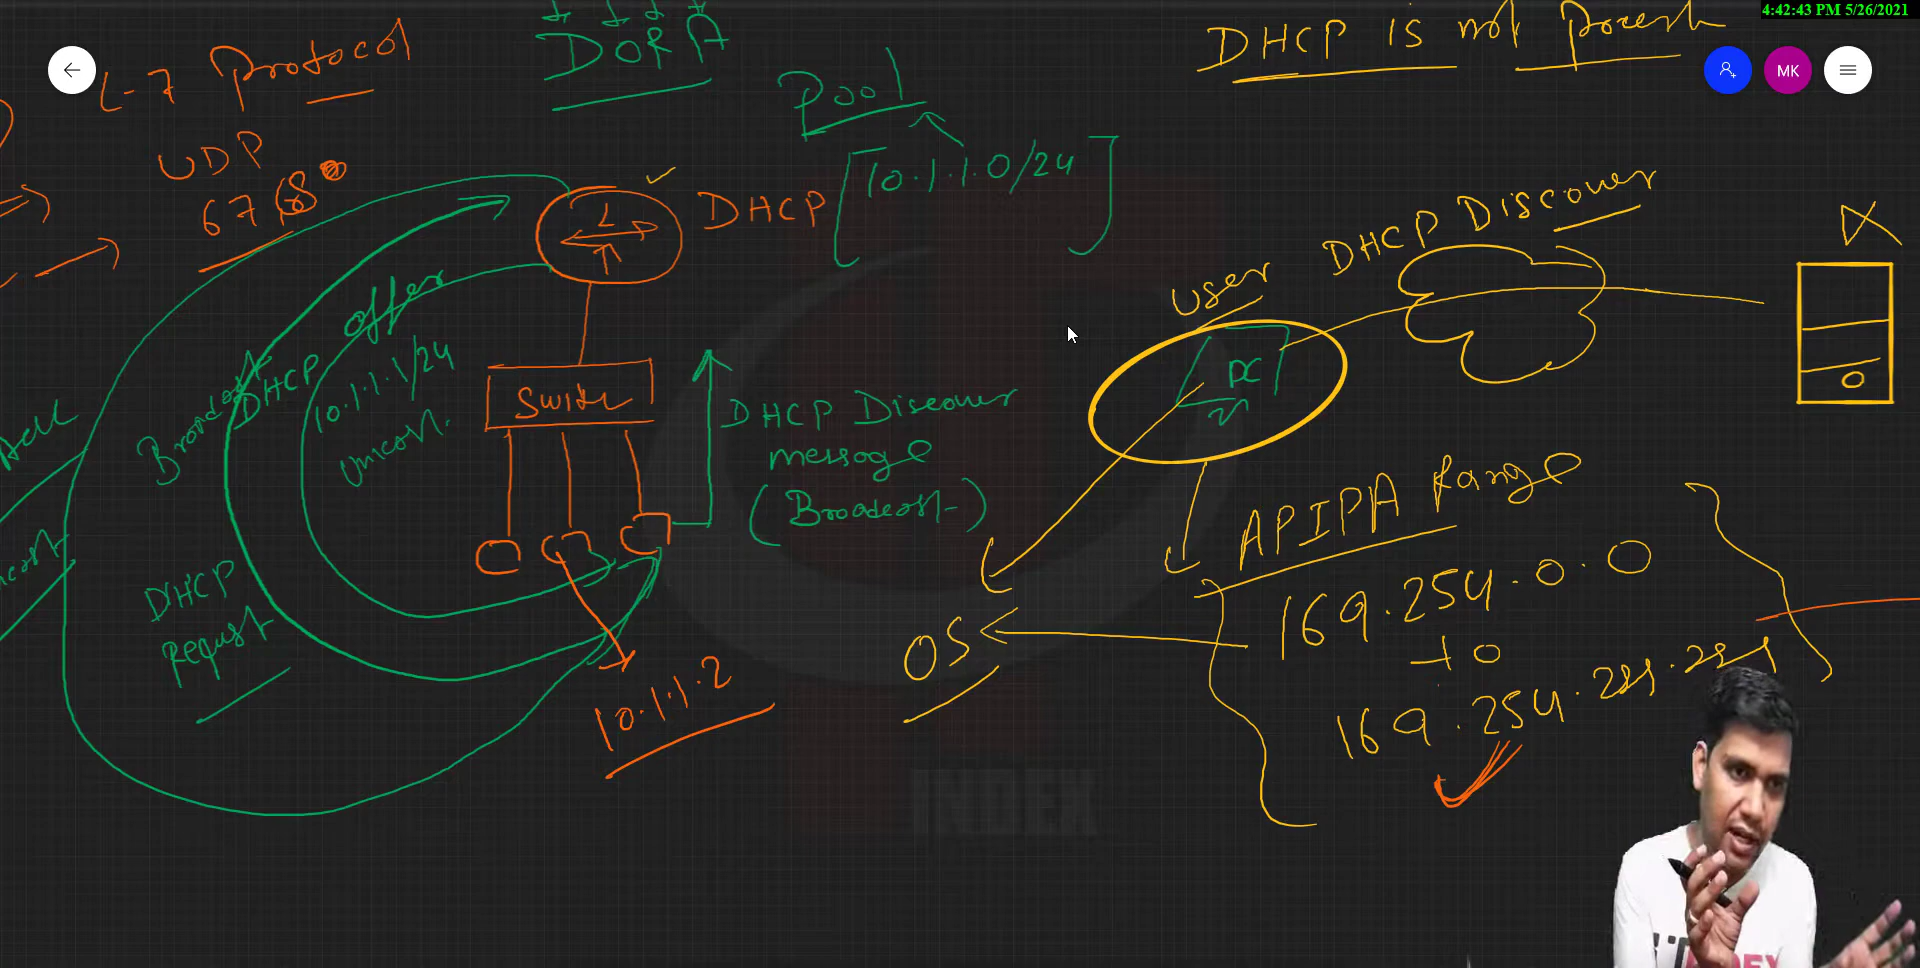 4:42:43 PM 5/26/2021
DHCP is not
L-7 Protocol
DORA
Pool
MK
UDP
67
10.1.1.0/24
DHCP
DHCP Discover
user
offer
DHCP
10.1.1.1/24
PC
Switch
DHCP Discover
message
(Broadcast)
Broadcast
Unicast.
APIPA Range
169.254.0.0
to
169.254.255.255
OS
DHCP
request
10.1.1.2
INDEX